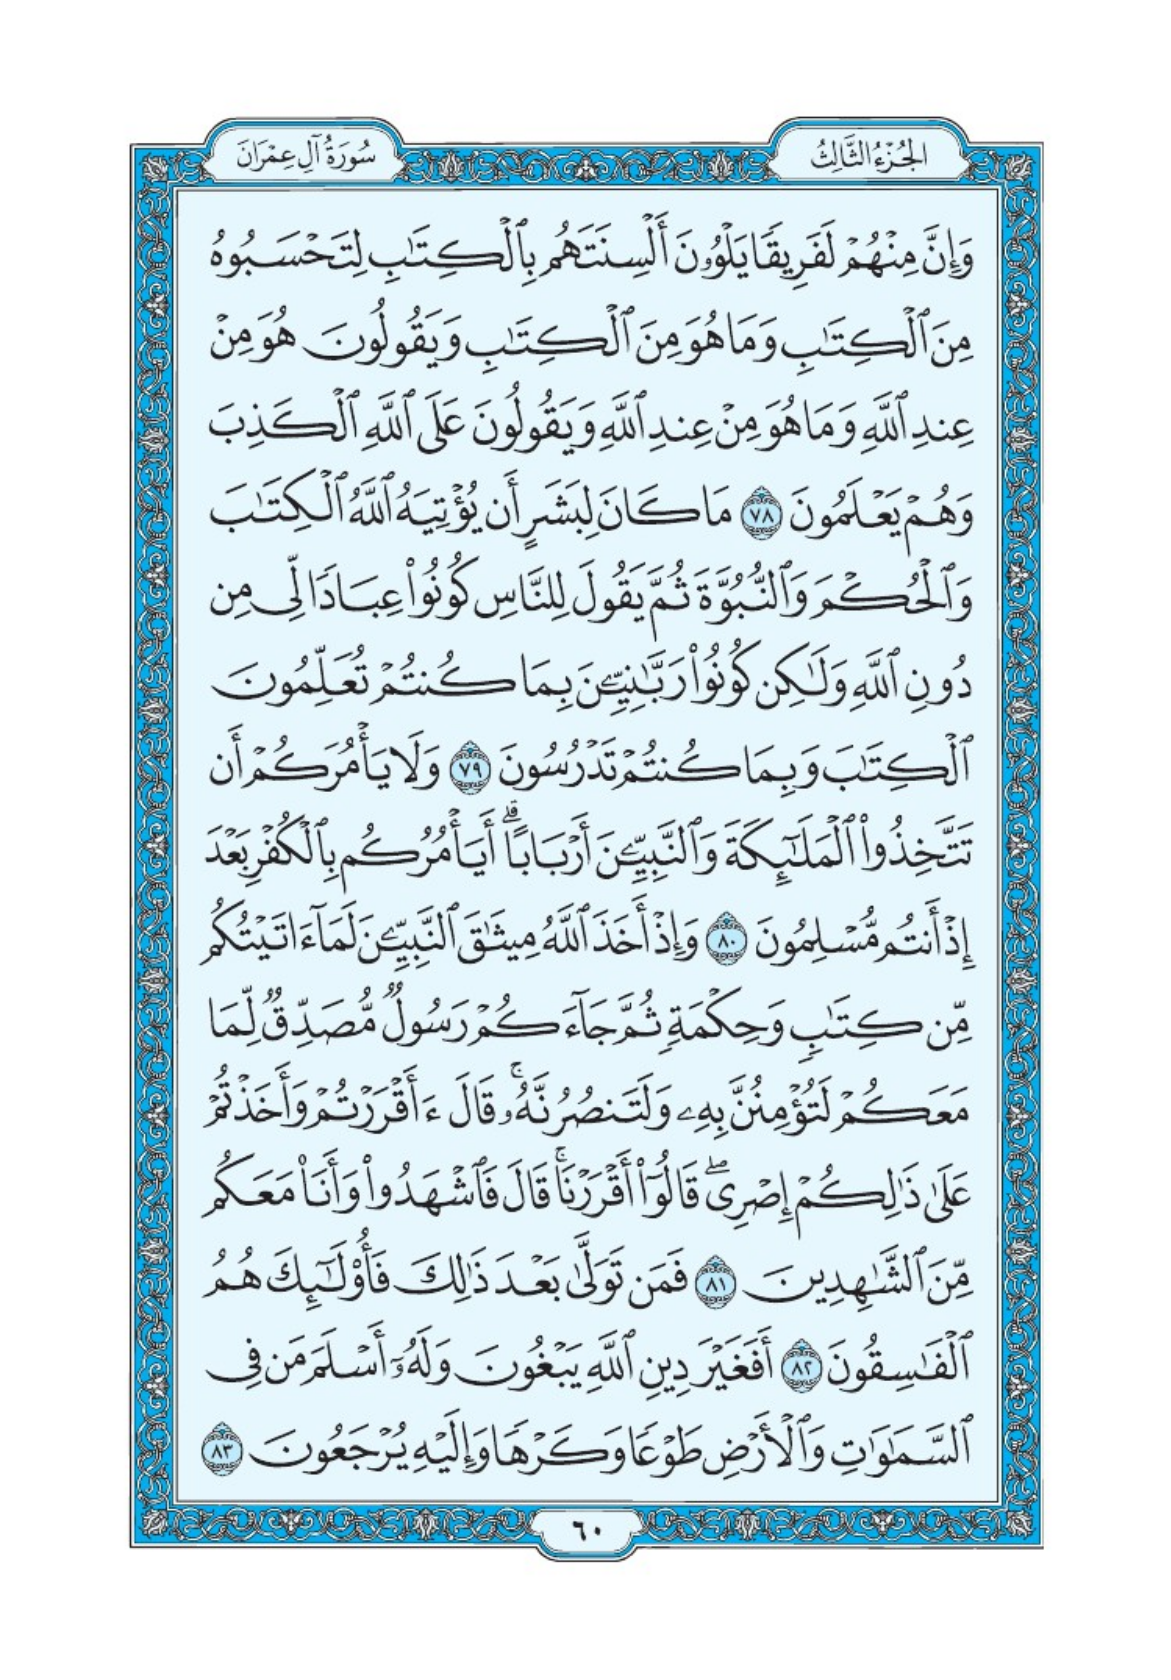 الجُزْءُ الثَّالِثُ
سُورَةُ آلِ عِمْرَانَ
وَإِنَّ مِنْهُمْ لَفَرِيقًا يَلْوُۥنَ أَلْسِنَتَهُم بِٱلْكِتَٰبِ لِتَحْسَبُوهُ
مِنَ ٱلْكِتَٰبِ وَمَا هُوَ مِنَ ٱلْكِتَٰبِ وَيَقُولُونَ هُوَ مِنْ
عِندِ ٱللَّهِ وَمَا هُوَ مِنْ عِندِ ٱللَّهِ وَيَقُولُونَ عَلَى ٱللَّهِ ٱلْكَذِبَ
وَهُمْ يَعْلَمُونَ ٧٨ مَا كَانَ لِبَشَرٍ أَن يُؤْتِيَهُ ٱللَّهُ ٱلْكِتَٰبَ
وَٱلْحُكْمَ وَٱلنُّبُوَّةَ ثُمَّ يَقُولَ لِلنَّاسِ كُونُوا۟ عِبَادًا لِّى مِن
دُونِ ٱللَّهِ وَلَٰكِن كُونُوا۟ رَبَّٰنِيِّۦنَ بِمَا كُنتُمْ تُعَلِّمُونَ
ٱلْكِتَٰبَ وَبِمَا كُنتُمْ تَدْرُسُونَ ٧٩ وَلَا يَأْمُرَكُمْ أَن
تَتَّخِذُوا۟ ٱلْمَلَٰٓئِكَةَ وَٱلنَّبِيِّۦنَ أَرْبَابًا ۗ أَيَأْمُرُكُم بِٱلْكُفْرِ بَعْدَ
إِذْ أَنتُم مُّسْلِمُونَ ٨٠ وَإِذْ أَخَذَ ٱللَّهُ مِيثَٰقَ ٱلنَّبِيِّۦنَ لَمَآ ءَاتَيْتُكُم
مِّن كِتَٰبٍ وَحِكْمَةٍ ثُمَّ جَآءَكُمْ رَسُولٌ مُّصَدِّقٌ لِّمَا
مَعَكُمْ لَتُؤْمِنُنَّ بِهِۦ وَلَتَنصُرُنَّهُۥ ۚ قَالَ ءَأَقْرَرْتُمْ وَأَخَذْتُمْ
عَلَىٰ ذَٰلِكُمْ إِصْرِى ۖ قَالُوٓا۟ أَقْرَرْنَا ۚ قَالَ فَٱشْهَدُوا۟ وَأَنَا۠ مَعَكُم
مِّنَ ٱلشَّٰهِدِينَ ٨١ فَمَن تَوَلَّىٰ بَعْدَ ذَٰلِكَ فَأُو۟لَٰٓئِكَ هُمُ
ٱلْفَٰسِقُونَ ٨٢ أَفَغَيْرَ دِينِ ٱللَّهِ يَبْغُونَ وَلَهُۥٓ أَسْلَمَ مَن فِى
ٱلسَّمَٰوَٰتِ وَٱلْأَرْضِ طَوْعًا وَكَرْهًا وَإِلَيْهِ يُرْجَعُونَ ٨٣
٦٠